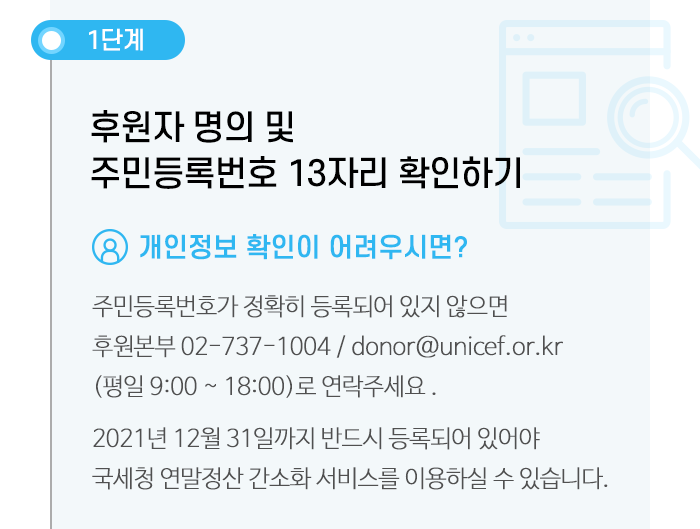 1단계
후원자 명의 및
주민등록번호 13자리 확인하기
개인정보 확인이 어려우시면?
주민등록번호가 정확히 등록되어 있지 않으면
후원본부 02-737-1004 / donor@unicef.or.kr
(평일 9:00 ~ 18:00)로 연락주세요 .
2021년 12월 31일까지 반드시 등록되어 있어야
국세청 연말정산 간소화 서비스를 이용하실 수 있습니다.